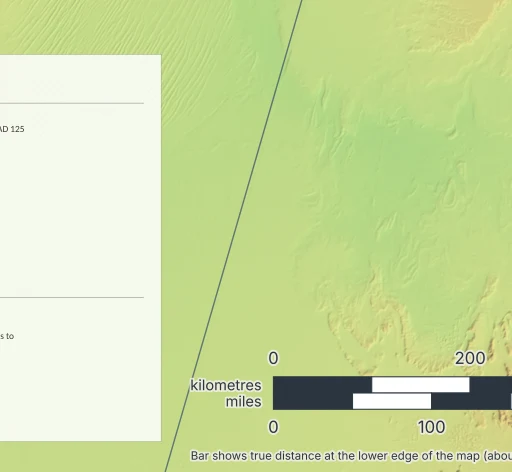 AD 125
s to
0 200
kilometres
miles
0 100
Bar shows true distance at the lower edge of the map (abou